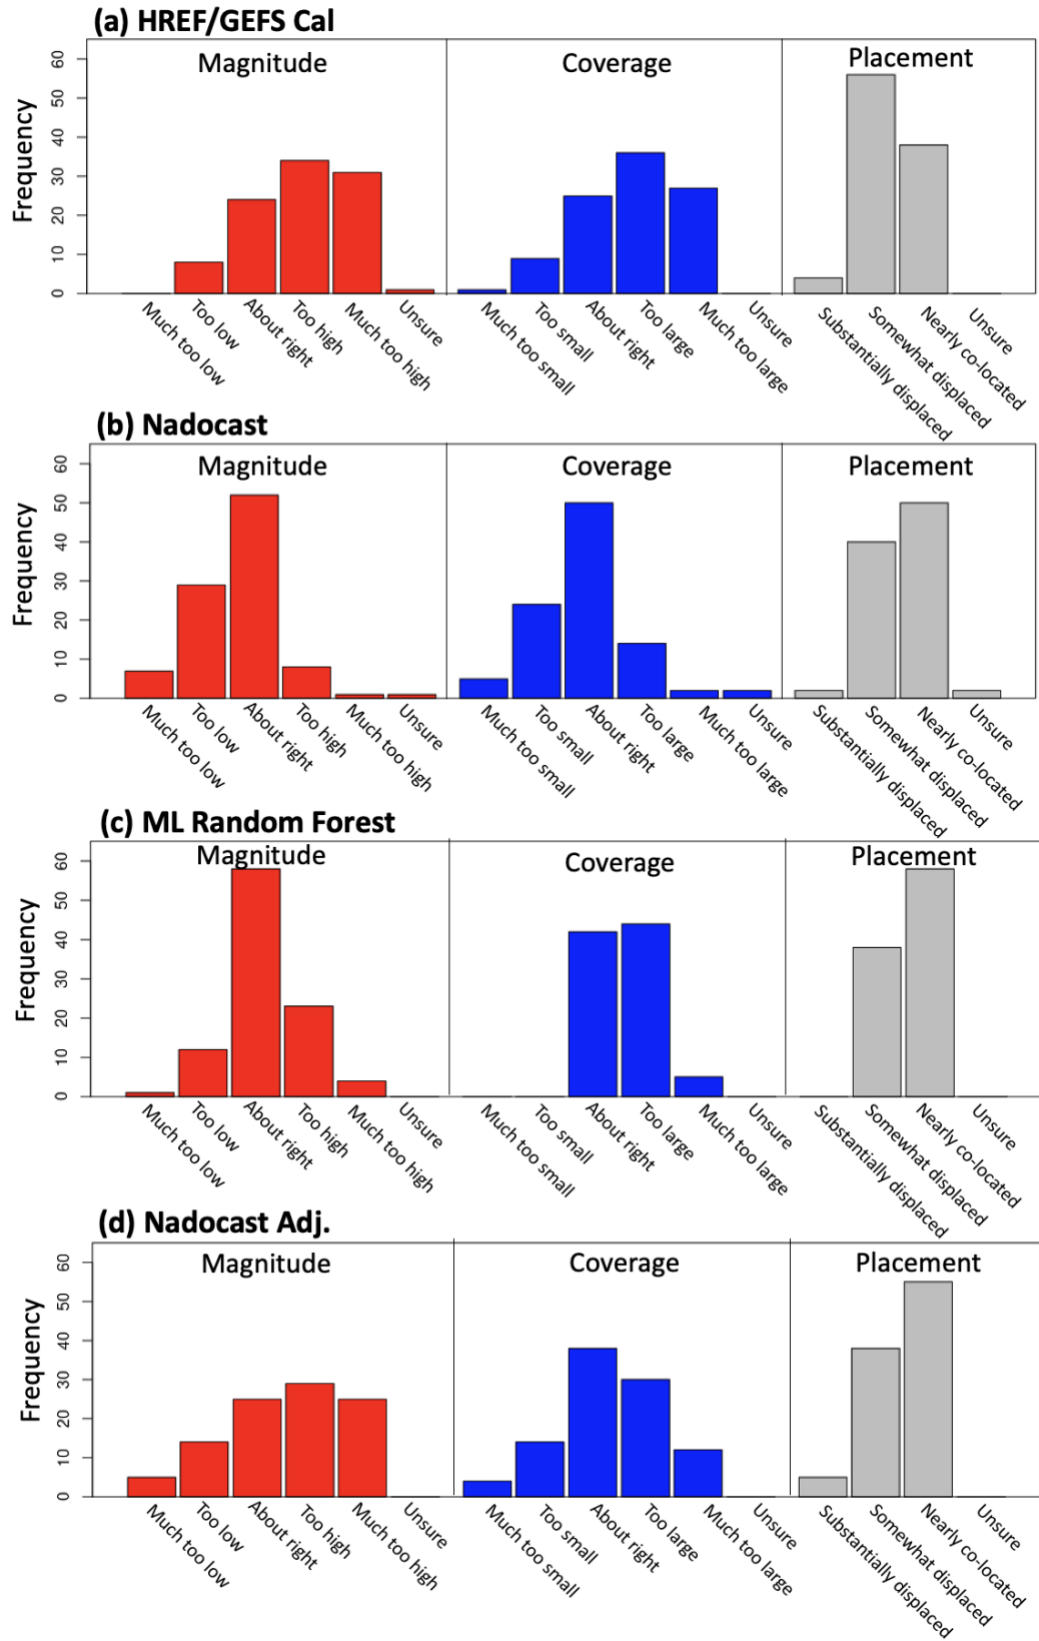 (a) HREF/GEFS Cal
Magnitude Coverage Placement
Frequency
0 10 20 30 40 50 60
Much too low Too low About right Too high Much too high Unsure
Much too small Too small About right Too large Much too large Unsure
Substantially displaced Somewhat displaced Nearly co-located Unsure
(b) Nadocast
Magnitude Coverage Placement
Frequency
0 10 20 30 40 50 60
Much too low Too low About right Too high Much too high Unsure
Much too small Too small About right Too large Much too large Unsure
Substantially displaced Somewhat displaced Nearly co-located Unsure
(c) ML Random Forest
Magnitude Coverage Placement
Frequency
0 10 20 30 40 50 60
Much too low Too low About right Too high Much too high Unsure
Much too small Too small About right Too large Much too large Unsure
Substantially displaced Somewhat displaced Nearly co-located Unsure
(d) Nadocast Adj.
Magnitude Coverage Placement
Frequency
0 10 20 30 40 50 60
Much too low Too low About right Too high Much too high Unsure
Much too small Too small About right Too large Much too large Unsure
Substantially displaced Somewhat displaced Nearly co-located Unsure